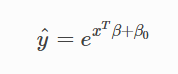 ŷ = e^{x^T β+β_0}